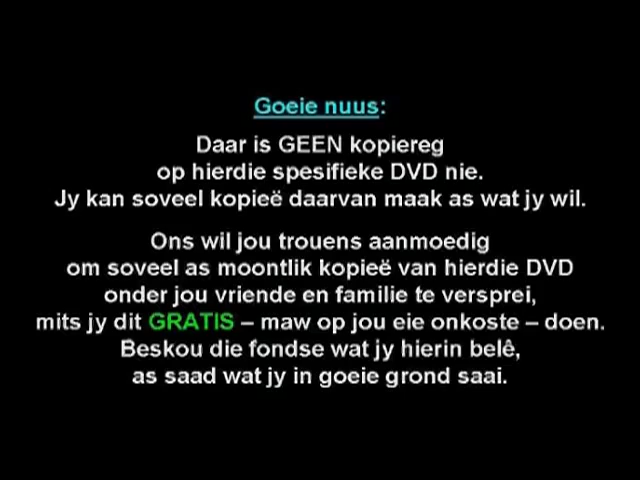 Goeie nuus:
Daar is GEEN kopiereg
op hierdie spesifieke DVD nie.
Jy kan soveel kopieë daarvan maak as wat jy wil.
Ons wil jou trouens aanmoedig
om soveel as moontlik kopieë van hierdie DVD
onder jou vriende en familie te versprei,
mits jy dit GRATIS – maw op jou eie onkoste – doen.
Beskou die fondse wat jy hierin belê,
as saad wat jy in goeie grond saai.